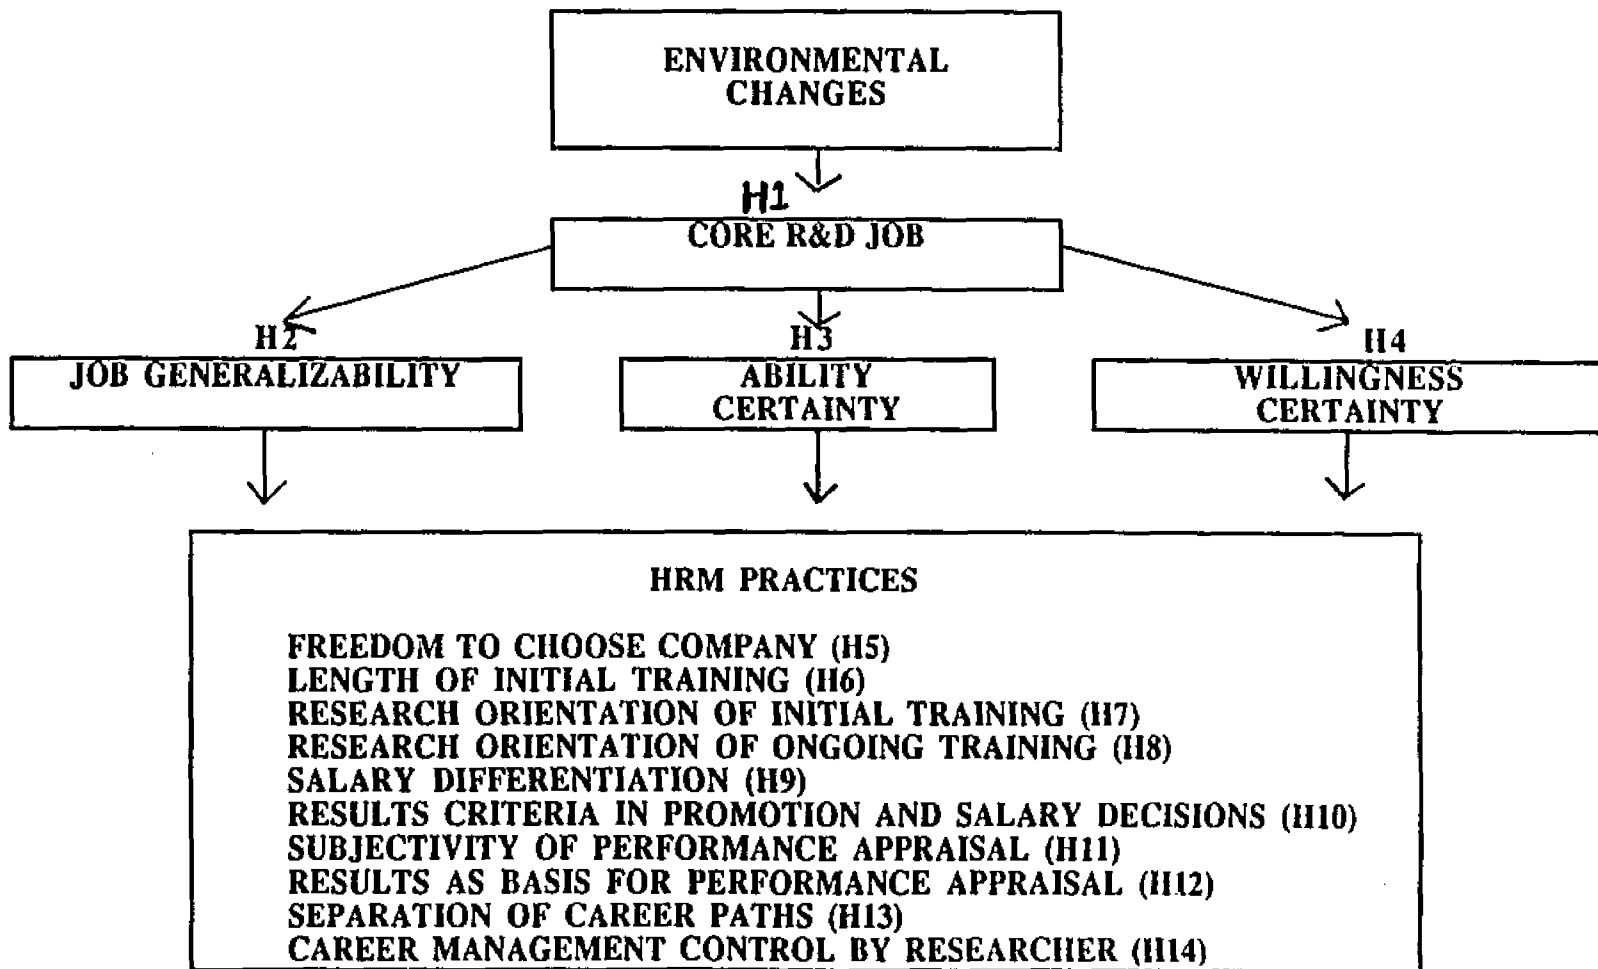 ENVIRONMENTAL
CHANGES
H1
CORE R&D JOB
H2
H3
H4
JOB GENERALIZABILITY
ABILITY
CERTAINTY
WILLINGNESS
CERTAINTY
HRM PRACTICES
FREEDOM TO CHOOSE COMPANY (H5)
LENGTH OF INITIAL TRAINING (H6)
RESEARCH ORIENTATION OF INITIAL TRAINING (H7)
RESEARCH ORIENTATION OF ONGOING TRAINING (H8)
SALARY DIFFERENTIATION (H9)
RESULTS CRITERIA IN PROMOTION AND SALARY DECISIONS (H10)
SUBJECTIVITY OF PERFORMANCE APPRAISAL (H11)
RESULTS AS BASIS FOR PERFORMANCE APPRAISAL (H12)
SEPARATION OF CAREER PATHS (H13)
CAREER MANAGEMENT CONTROL BY RESEARCHER (H14)